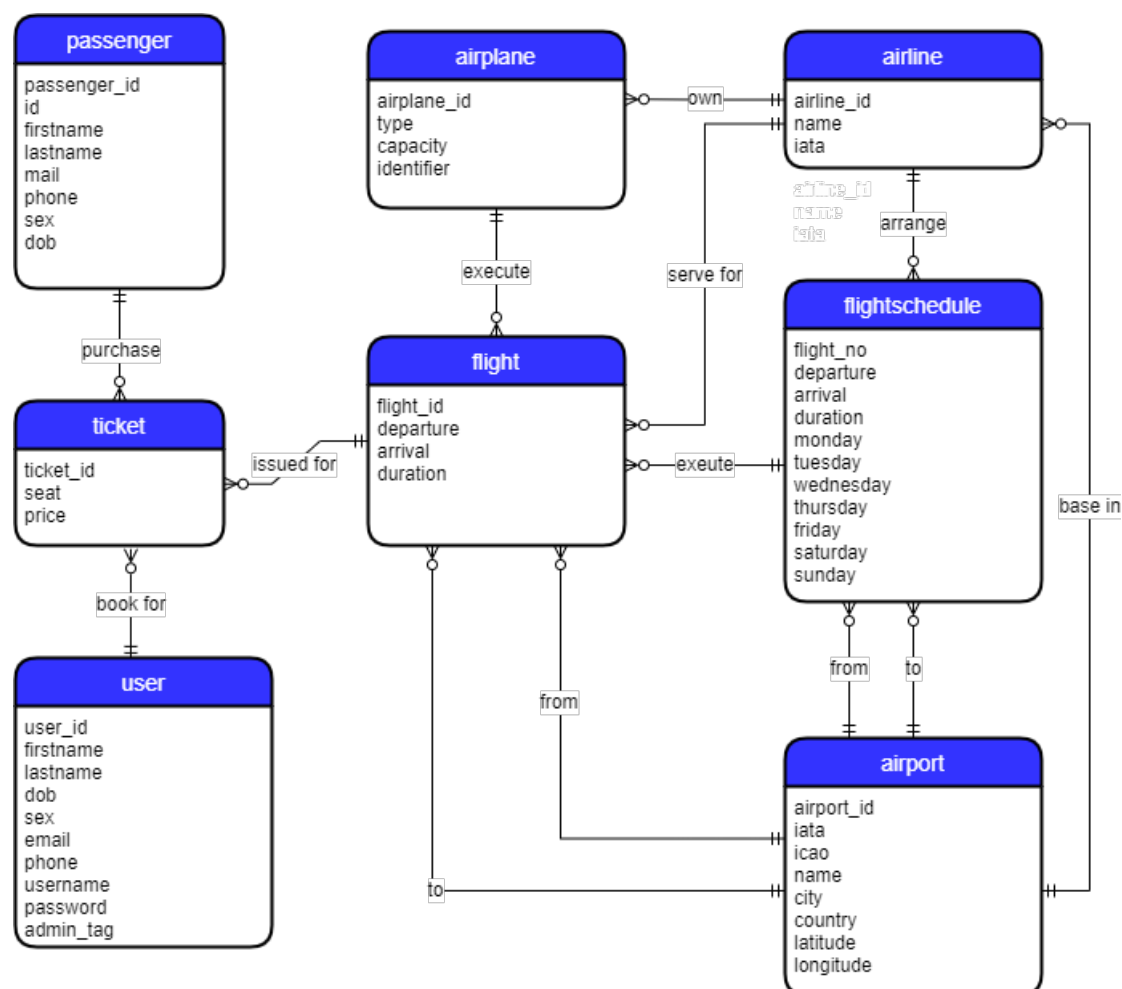 passenger
passenger_id
id
firstname
lastname
mail
phone
sex
dob
airplane
airplane_id
type
capacity
identifier
own
airline
airline_id
name
iata
airline_id
name
iata
arrange
execute
serve for
purchase
flight
flight_id
departure
arrival
duration
flightschedule
flight_no
departure
arrival
duration
monday
tuesday
wednesday
thursday
friday
saturday
sunday
ticket
ticket_id
seat
price
issued for
exeute
base in
book for
user
user_id
firstname
lastname
dob
sex
email
phone
username
password
admin_tag
from
to
from
to
airport
airport_id
iata
icao
name
city
country
latitude
longitude